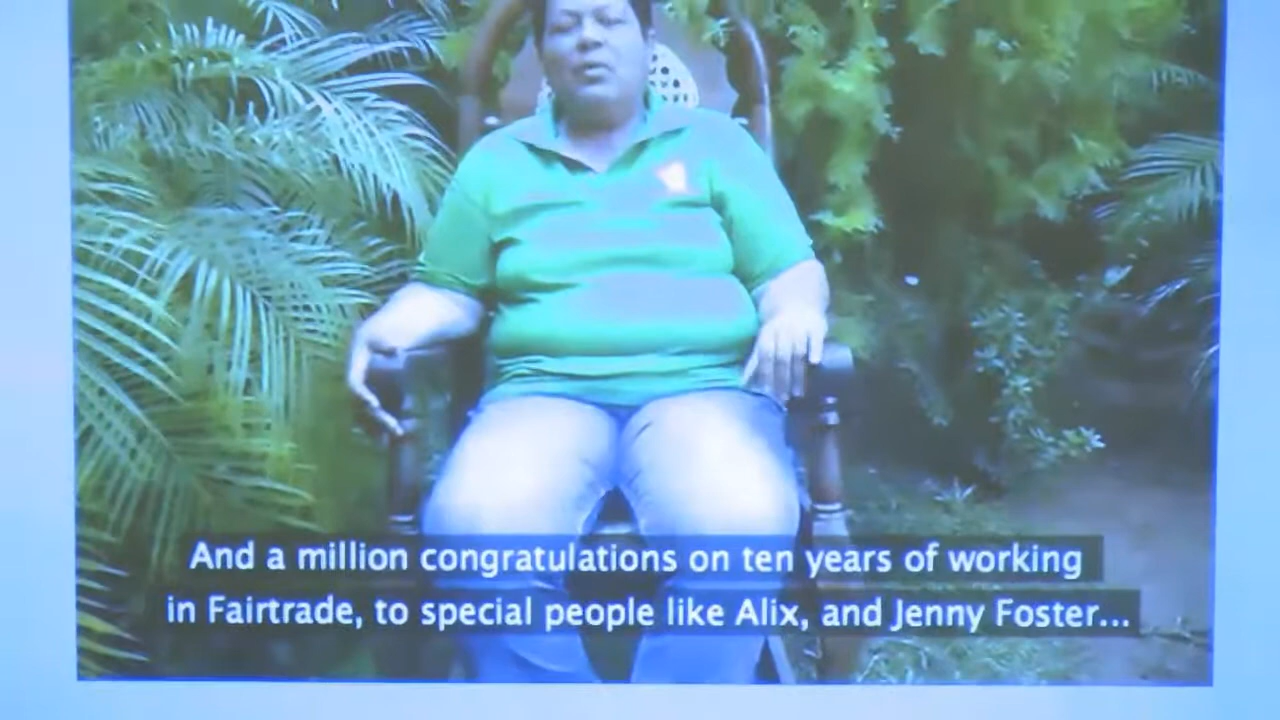 And a million congratulations on ten years of working
in Fairtrade, to special people like Alix, and Jenny Foster...